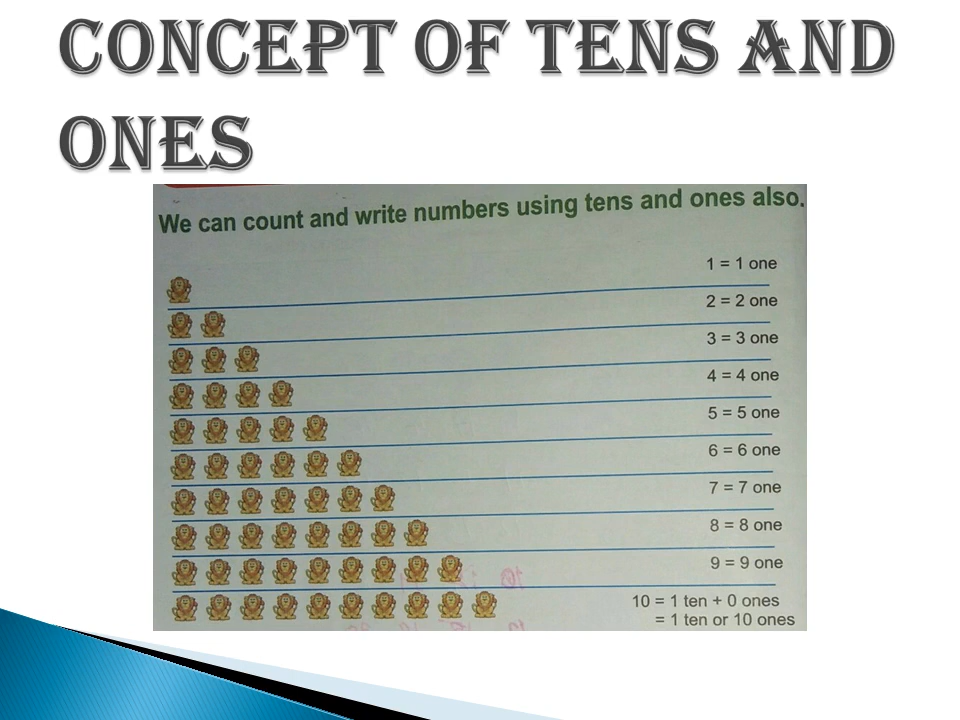 CONCEPT OF TENS AND
ONES
We can count and write numbers using tens and ones also.
1 = 1 one
2 = 2 one
3 = 3 one
4 = 4 one
5 = 5 one
6 = 6 one
7 = 7 one
8 = 8 one
9 = 9 one
10 = 1 ten + 0 ones
= 1 ten or 10 ones